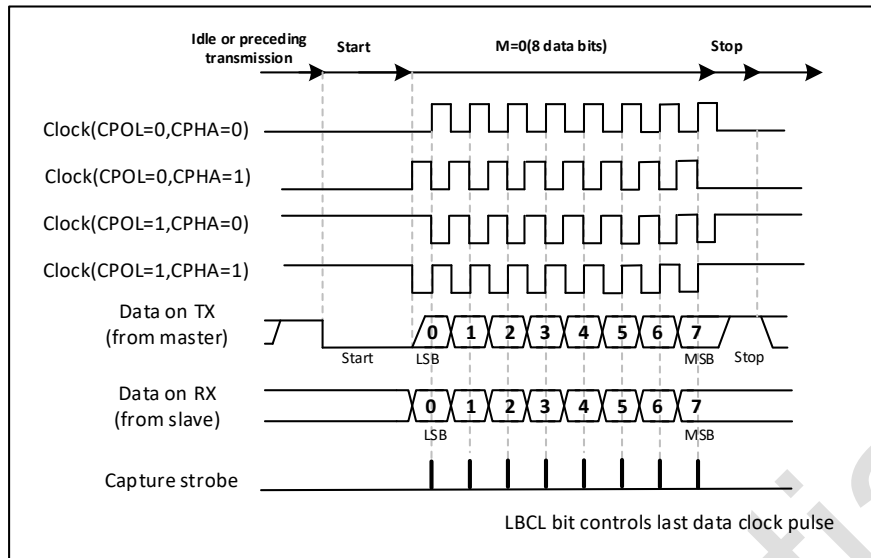 Idle or preceding
transmission
Start
M=0(8 data bits)
Stop
Clock(CPOL=0,CPHA=0)
Clock(CPOL=0,CPHA=1)
Clock(CPOL=1,CPHA=0)
Clock(CPOL=1,CPHA=1)
Data on TX
(from master)
0 1 2 3 4 5 6 7
Start
LSB
MSB
Stop
Data on RX
(from slave)
0 1 2 3 4 5 6 7
LSB
MSB
Capture strobe
LBCL bit controls last data clock pulse